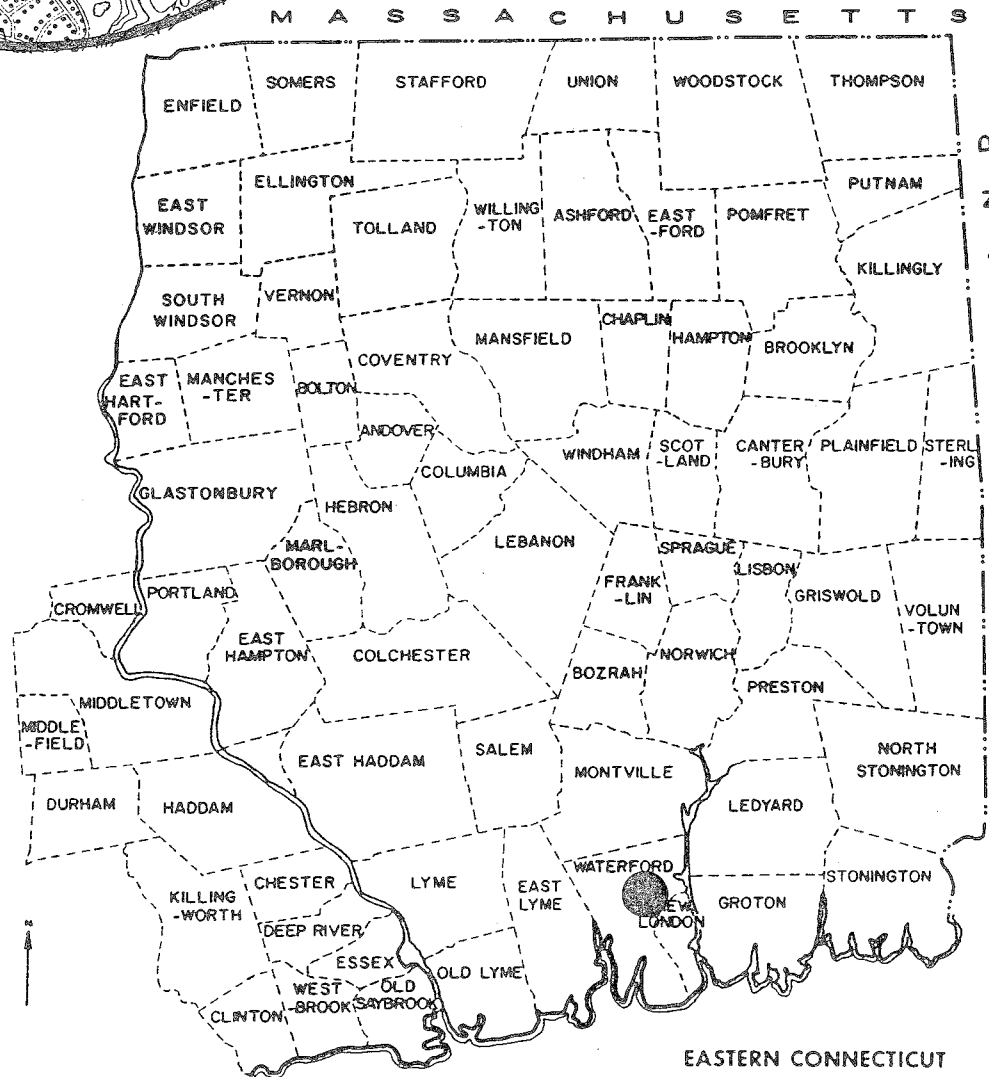 MASSACHUSETTS
ENFIELD
SOMERS
STAFFORD
UNION
WOODSTOCK
THOMPSON
EAST
WINDSOR
ELLINGTON
TOLLAND
WILLING
-TON
ASHFORD
EAST
-FORD
POMFRET
PUTNAM
KILLINGLY
SOUTH
WINDSOR
VERNON
COVENTRY
MANSFIELD
CHAPLIN
HAMPTON
BROOKLYN
EAST
HART-
FORD
MANCHES
-TER
BOLTON
ANDOVER
COLUMBIA
WINDHAM
SCOT
-LAND
CANTER
-BURY
PLAINFIELD
STERL
-ING
GLASTONBURY
HEBRON
MARL-
BOROUGH
LEBANON
FRANK
-LIN
SPRAGUE
LISBON
GRISWOLD
VOLUN
-TOWN
CROMWELL
PORTLAND
EAST
HAMPTON
COLCHESTER
BOZRAH
NORWICH
PRESTON
MIDDLETOWN
MIDDLE
-FIELD
EAST HADDAM
SALEM
MONTVILLE
NORTH
STONINGTON
DURHAM
HADDAM
LEDYARD
KILLING
-WORTH
CHESTER
LYME
EAST
LYME
WATERFORD
NEW
LONDON
GROTON
STONINGTON
DEEP RIVER
ESSEX
WEST
-BROOK
OLD
SAYBROOK
OLD LYME
CLINTON
N
EASTERN CONNECTICUT